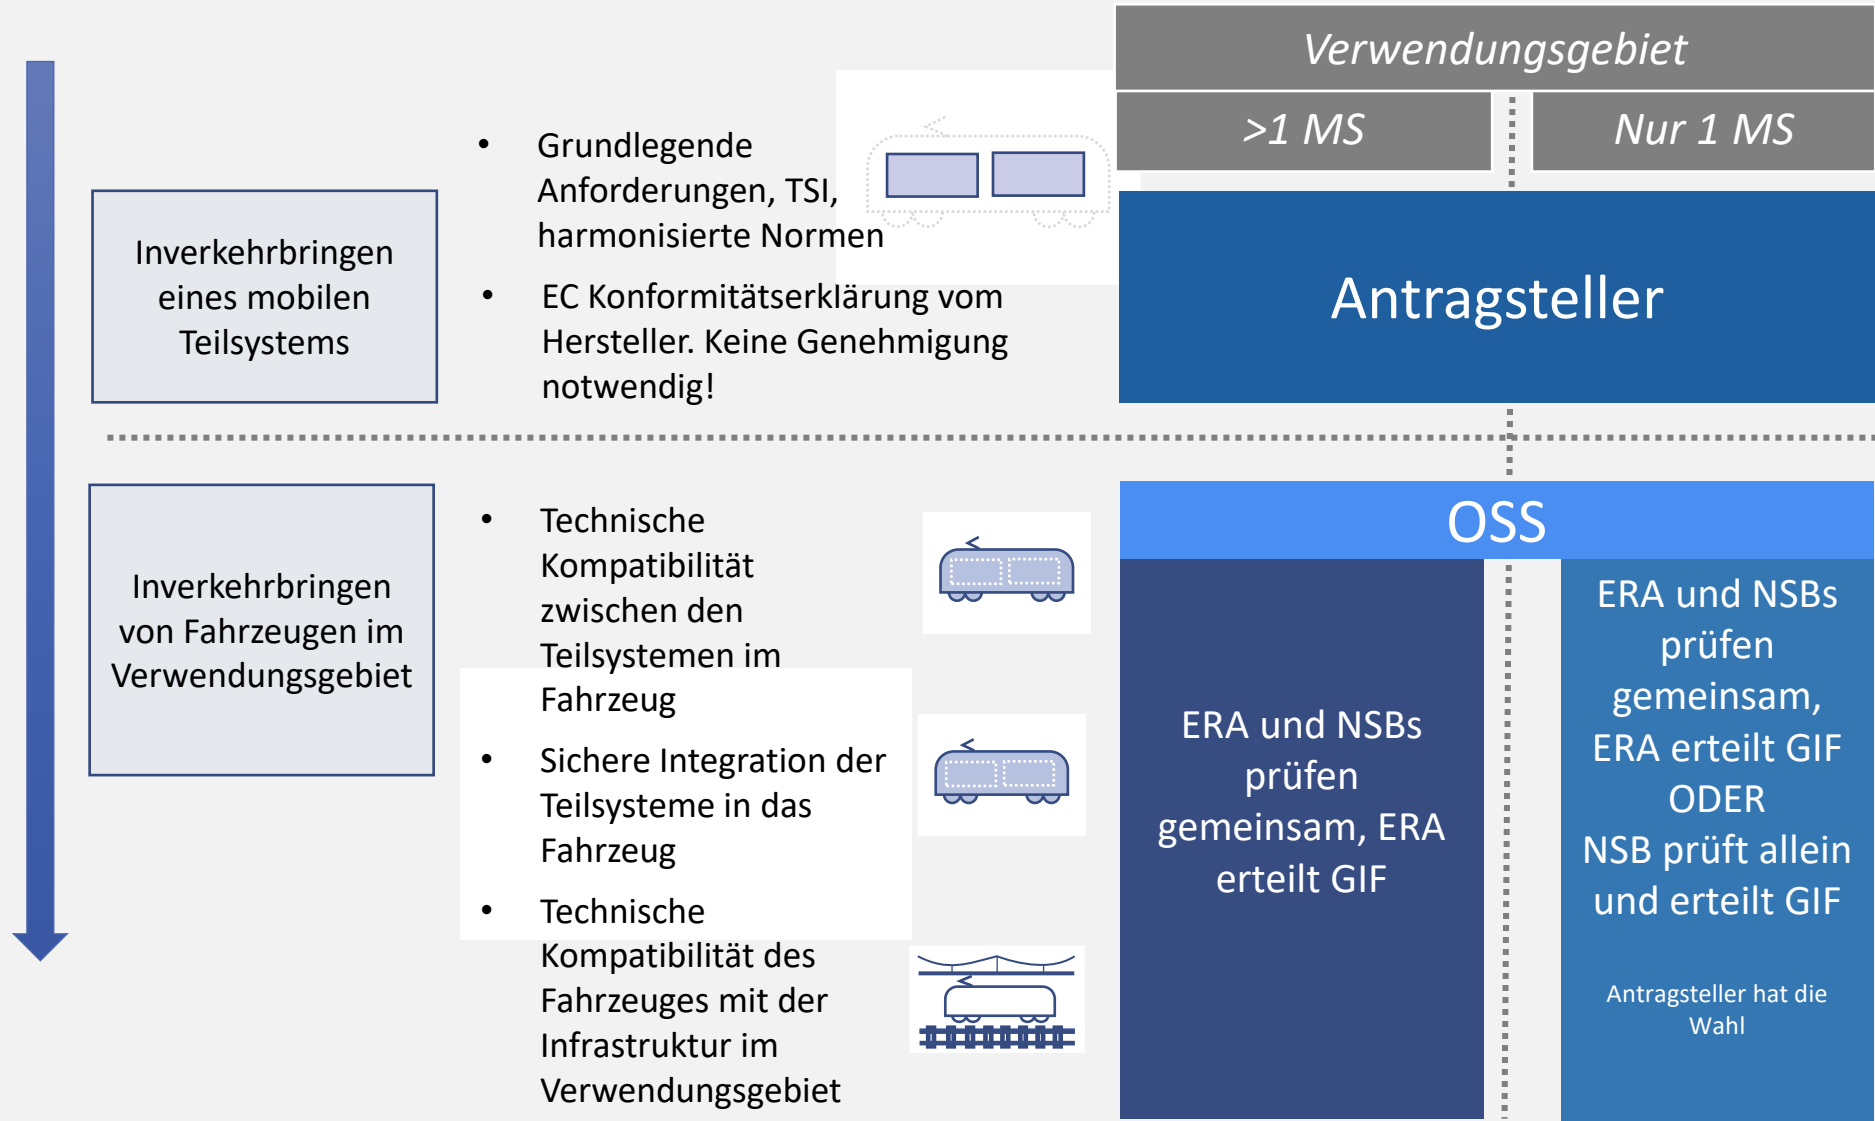 Verwendungsgebiet
>1 MS
Nur 1 MS
Inverkehrbringen
eines mobilen
Teilsystems
• Grundlegende
Anforderungen, TSI,
harmonisierte Normen
• EC Konformitätserklärung vom
Hersteller. Keine Genehmigung
notwendig!
Antragsteller
Inverkehrbringen
von Fahrzeugen im
Verwendungsgebiet
• Technische
Kompatibilität
zwischen den
Teilsystemen im
Fahrzeug
• Sichere Integration der
Teilsysteme in das
Fahrzeug
• Technische
Kompatibilität des
Fahrzeuges mit der
Infrastruktur im
Verwendungsgebiet
OSS
ERA und NSBs
prüfen
gemeinsam, ERA
erteilt GIF
ERA und NSBs
prüfen
gemeinsam,
ERA erteilt GIF
ODER
NSB prüft allein
und erteilt GIF
Antragsteller hat die
Wahl